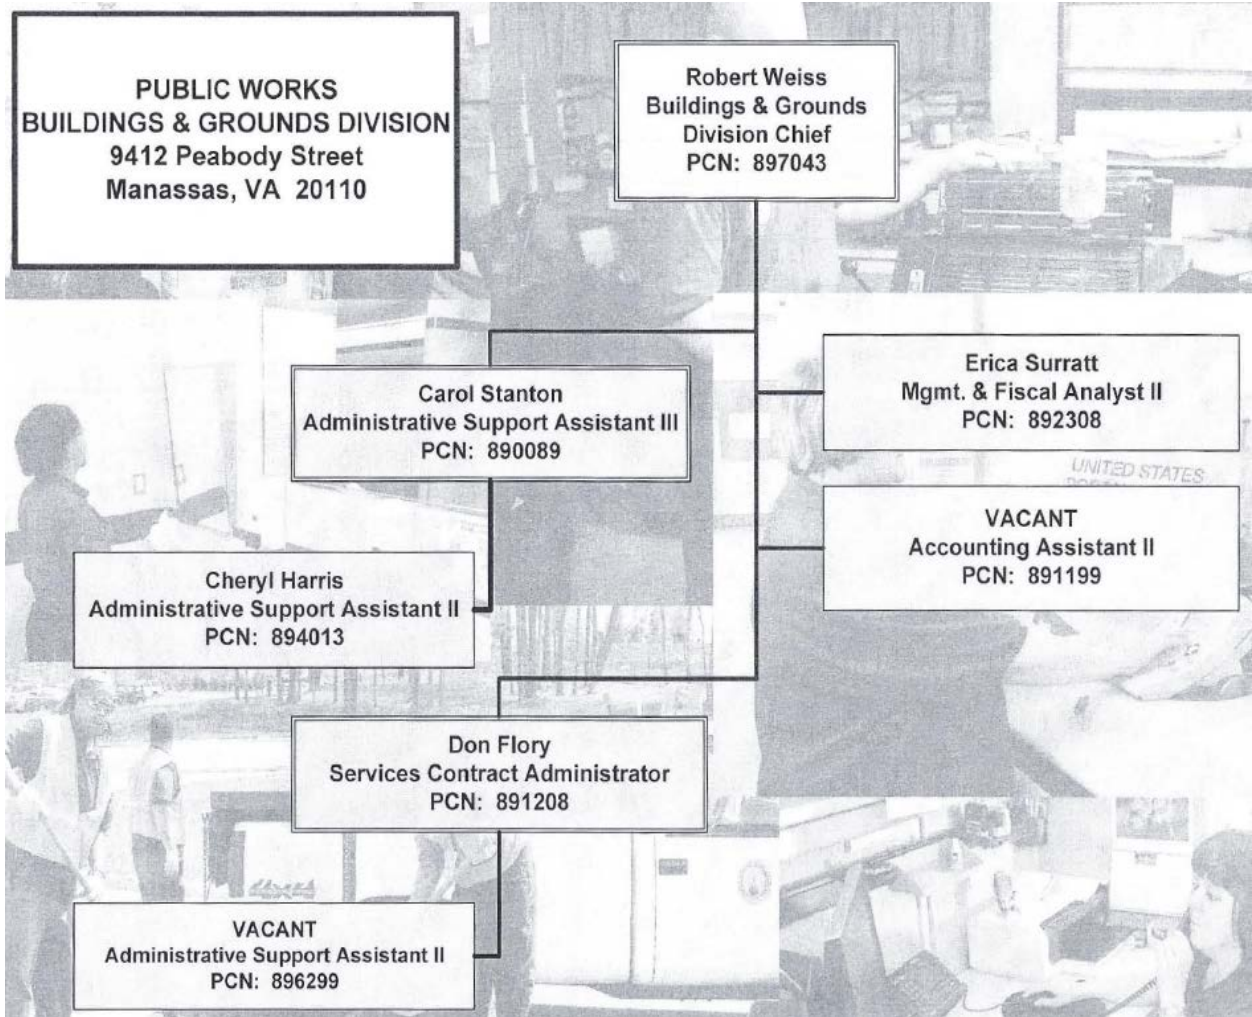 PUBLIC WORKS
BUILDINGS & GROUNDS DIVISION
9412 Peabody Street
Manassas, VA 20110
Robert Weiss
Buildings & Grounds
Division Chief
PCN: 897043
Carol Stanton
Administrative Support Assistant III
PCN: 890089
Erica Surratt
Mgmt. & Fiscal Analyst II
PCN: 892308
UNITED STATES
VACANT
Accounting Assistant II
PCN: 891199
Cheryl Harris
Administrative Support Assistant II
PCN: 894013
Don Flory
Services Contract Administrator
PCN: 891208
VACANT
Administrative Support Assistant II
PCN: 896299